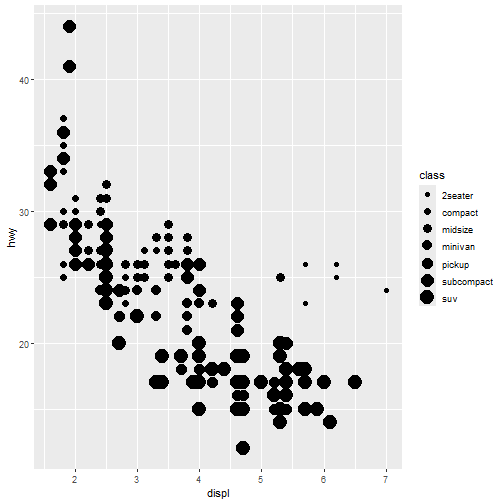 40
30
20
hwy
2
3
4
5
6
7
displ
class
2seater
compact
midsize
minivan
pickup
subcompact
suv